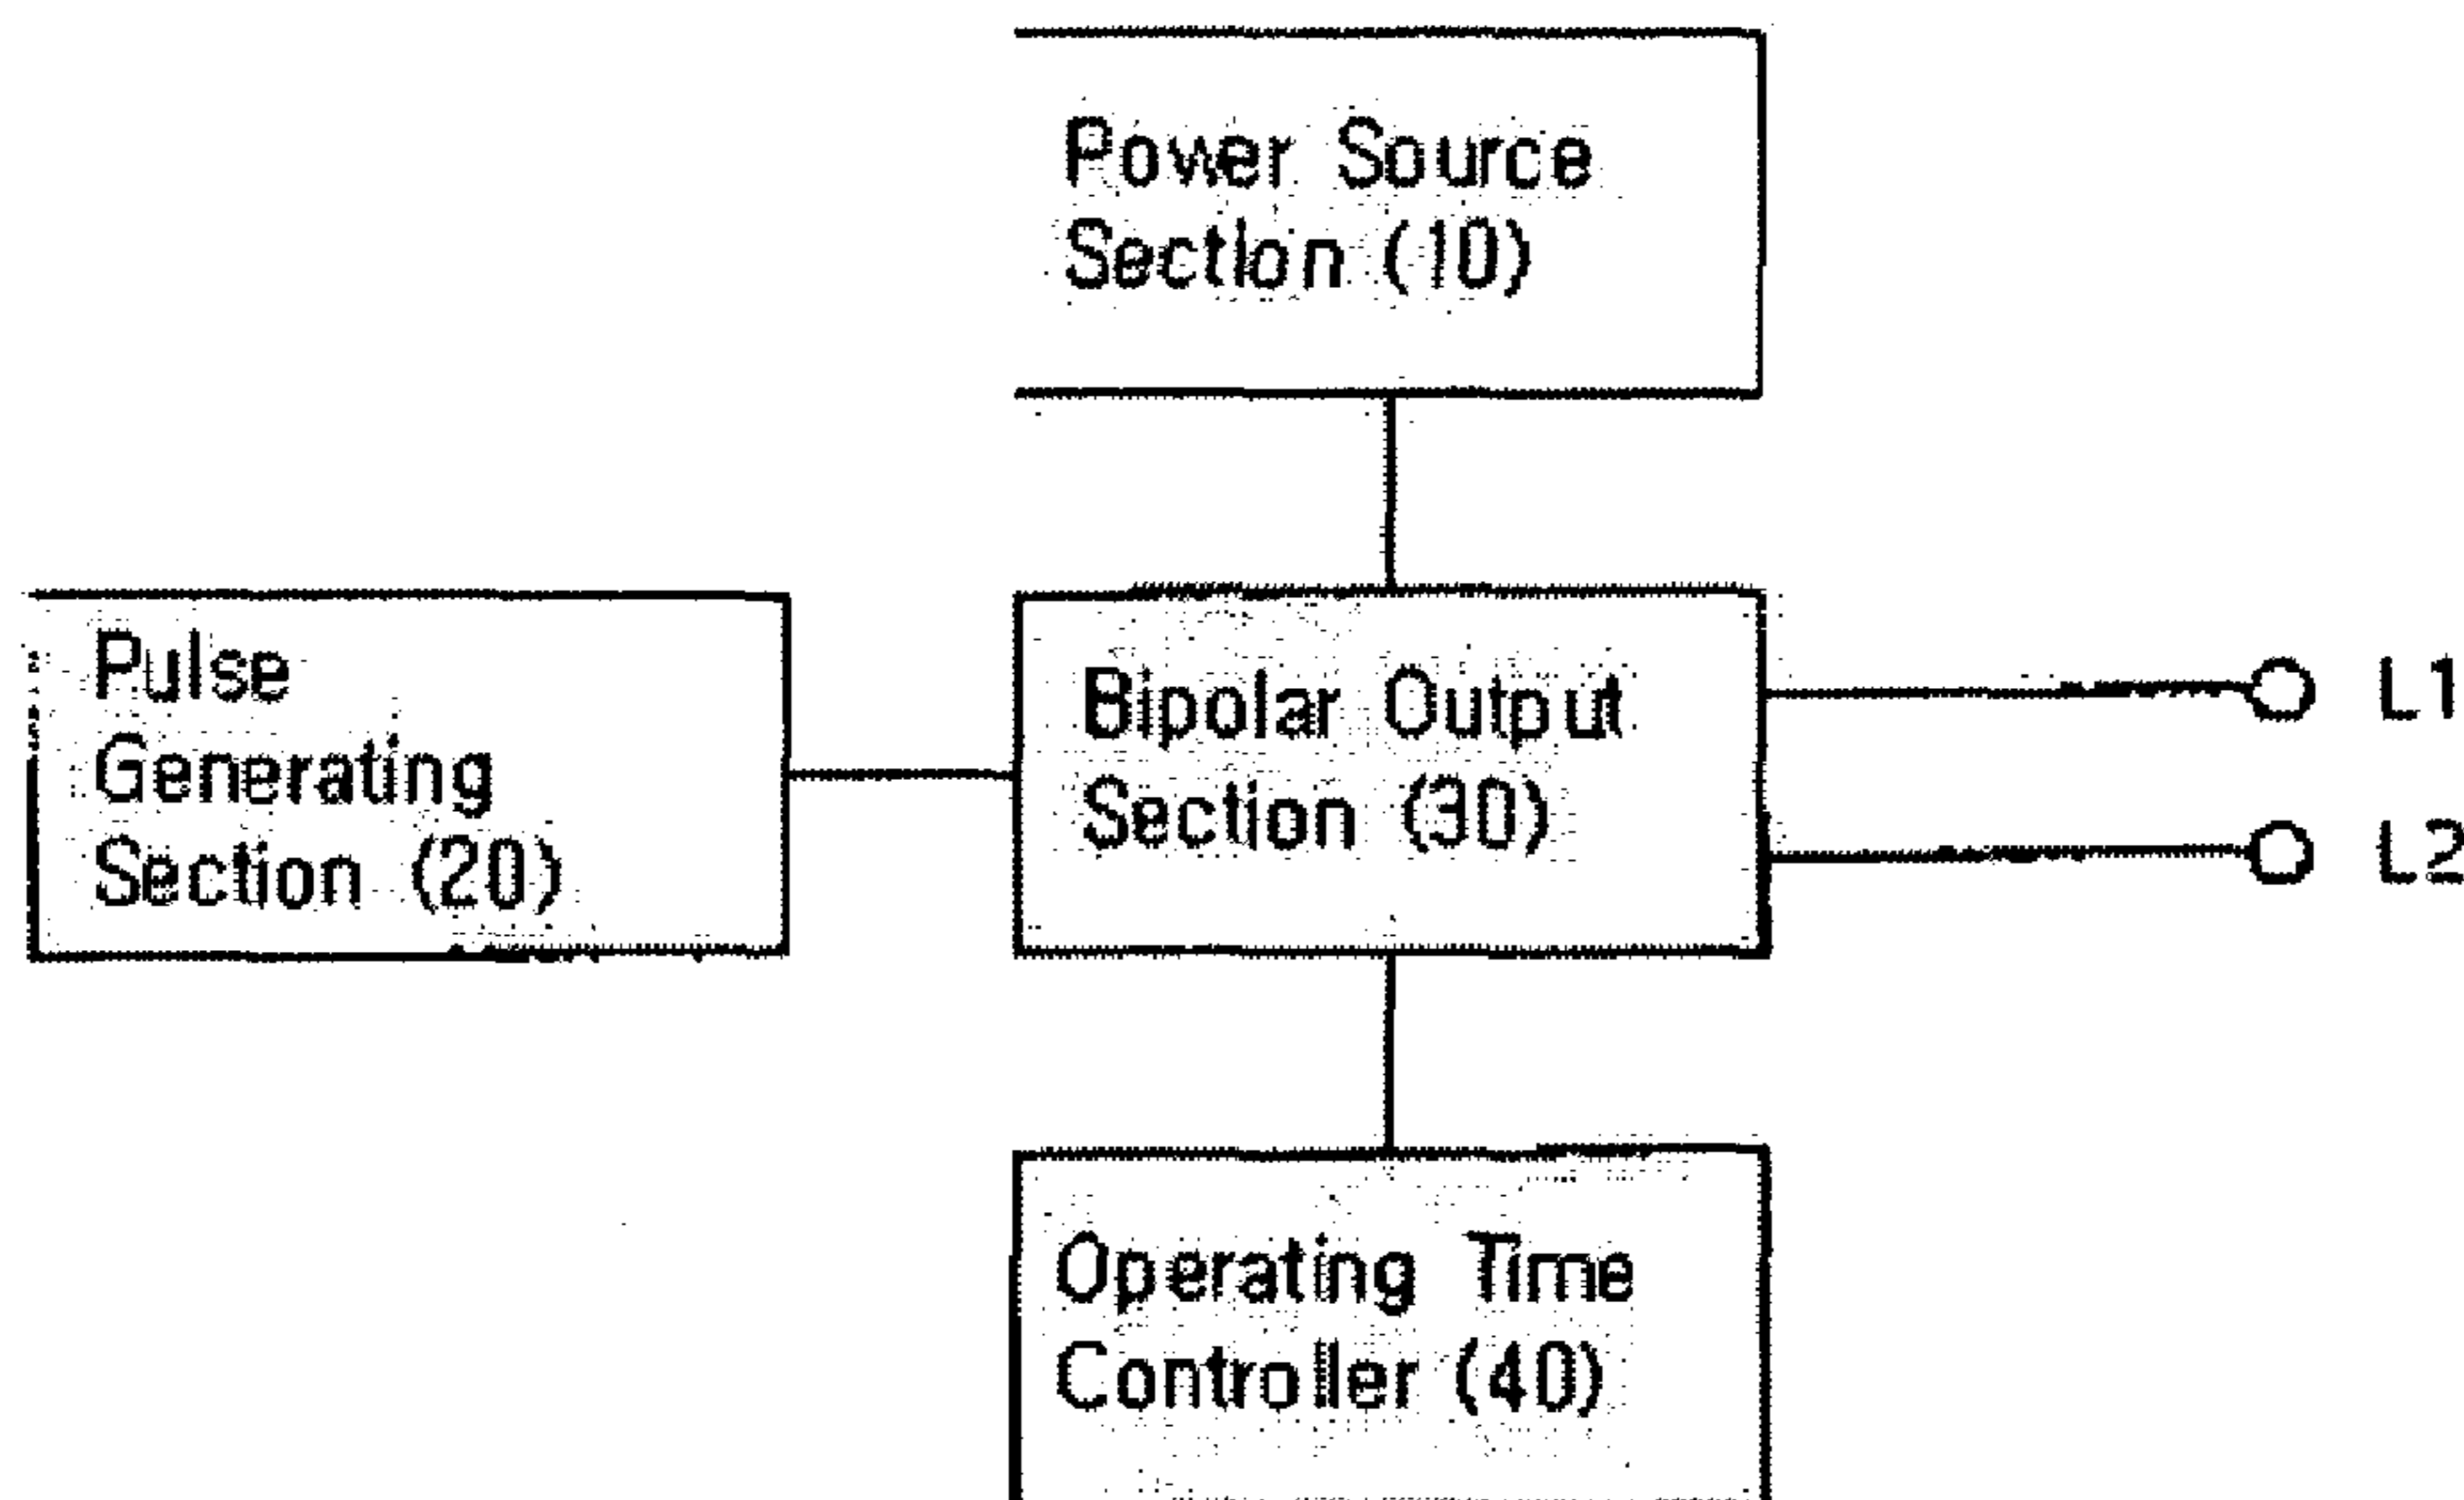 Power Source
Section (10)
Pulse
Generating
Section (20)
Bipolar Output
Section (30)
L1
L2
Operating Time
Controller (40)